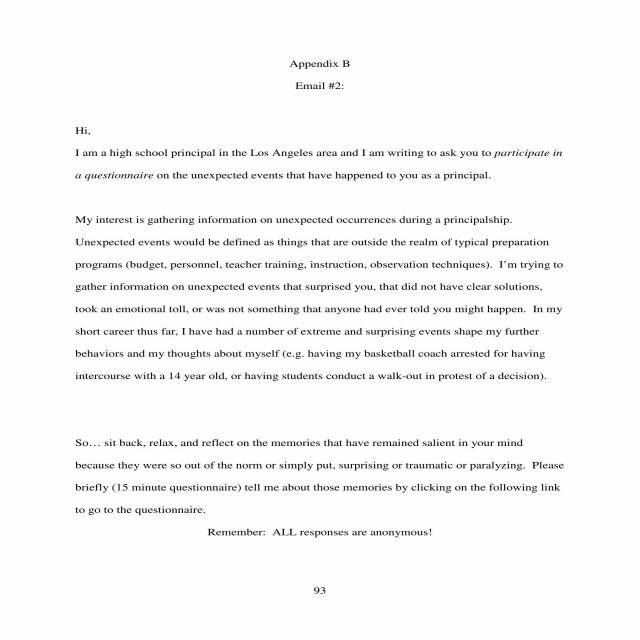 Appendix B
Email #2:
Hi,
I am a high school principal in the Los Angeles area and I am writing to ask you to participate in
a questionnaire on the unexpected events that have happened to you as a principal.
My interest is gathering information on unexpected occurrences during a principalship.
Unexpected events would be defined as things that are outside the realm of typical preparation
programs (budget, personnel, teacher training, instruction, observation techniques).  I'm trying to
gather information on unexpected events that surprised you, that did not have clear solutions,
took an emotional toll, or was not something that anyone had ever told you might happen.  In my
short career thus far, I have had a number of extreme and surprising events shape my further
behaviors and my thoughts about myself (e.g. having my basketball coach arrested for having
intercourse with a 14 year old, or having students conduct a walk-out in protest of a decision).
So… sit back, relax, and reflect on the memories that have remained salient in your mind
because they were so out of the norm or simply put, surprising or traumatic or paralyzing.  Please
briefly (15 minute questionnaire) tell me about those memories by clicking on the following link
to go to the questionnaire.
Remember:  ALL responses are anonymous!
93